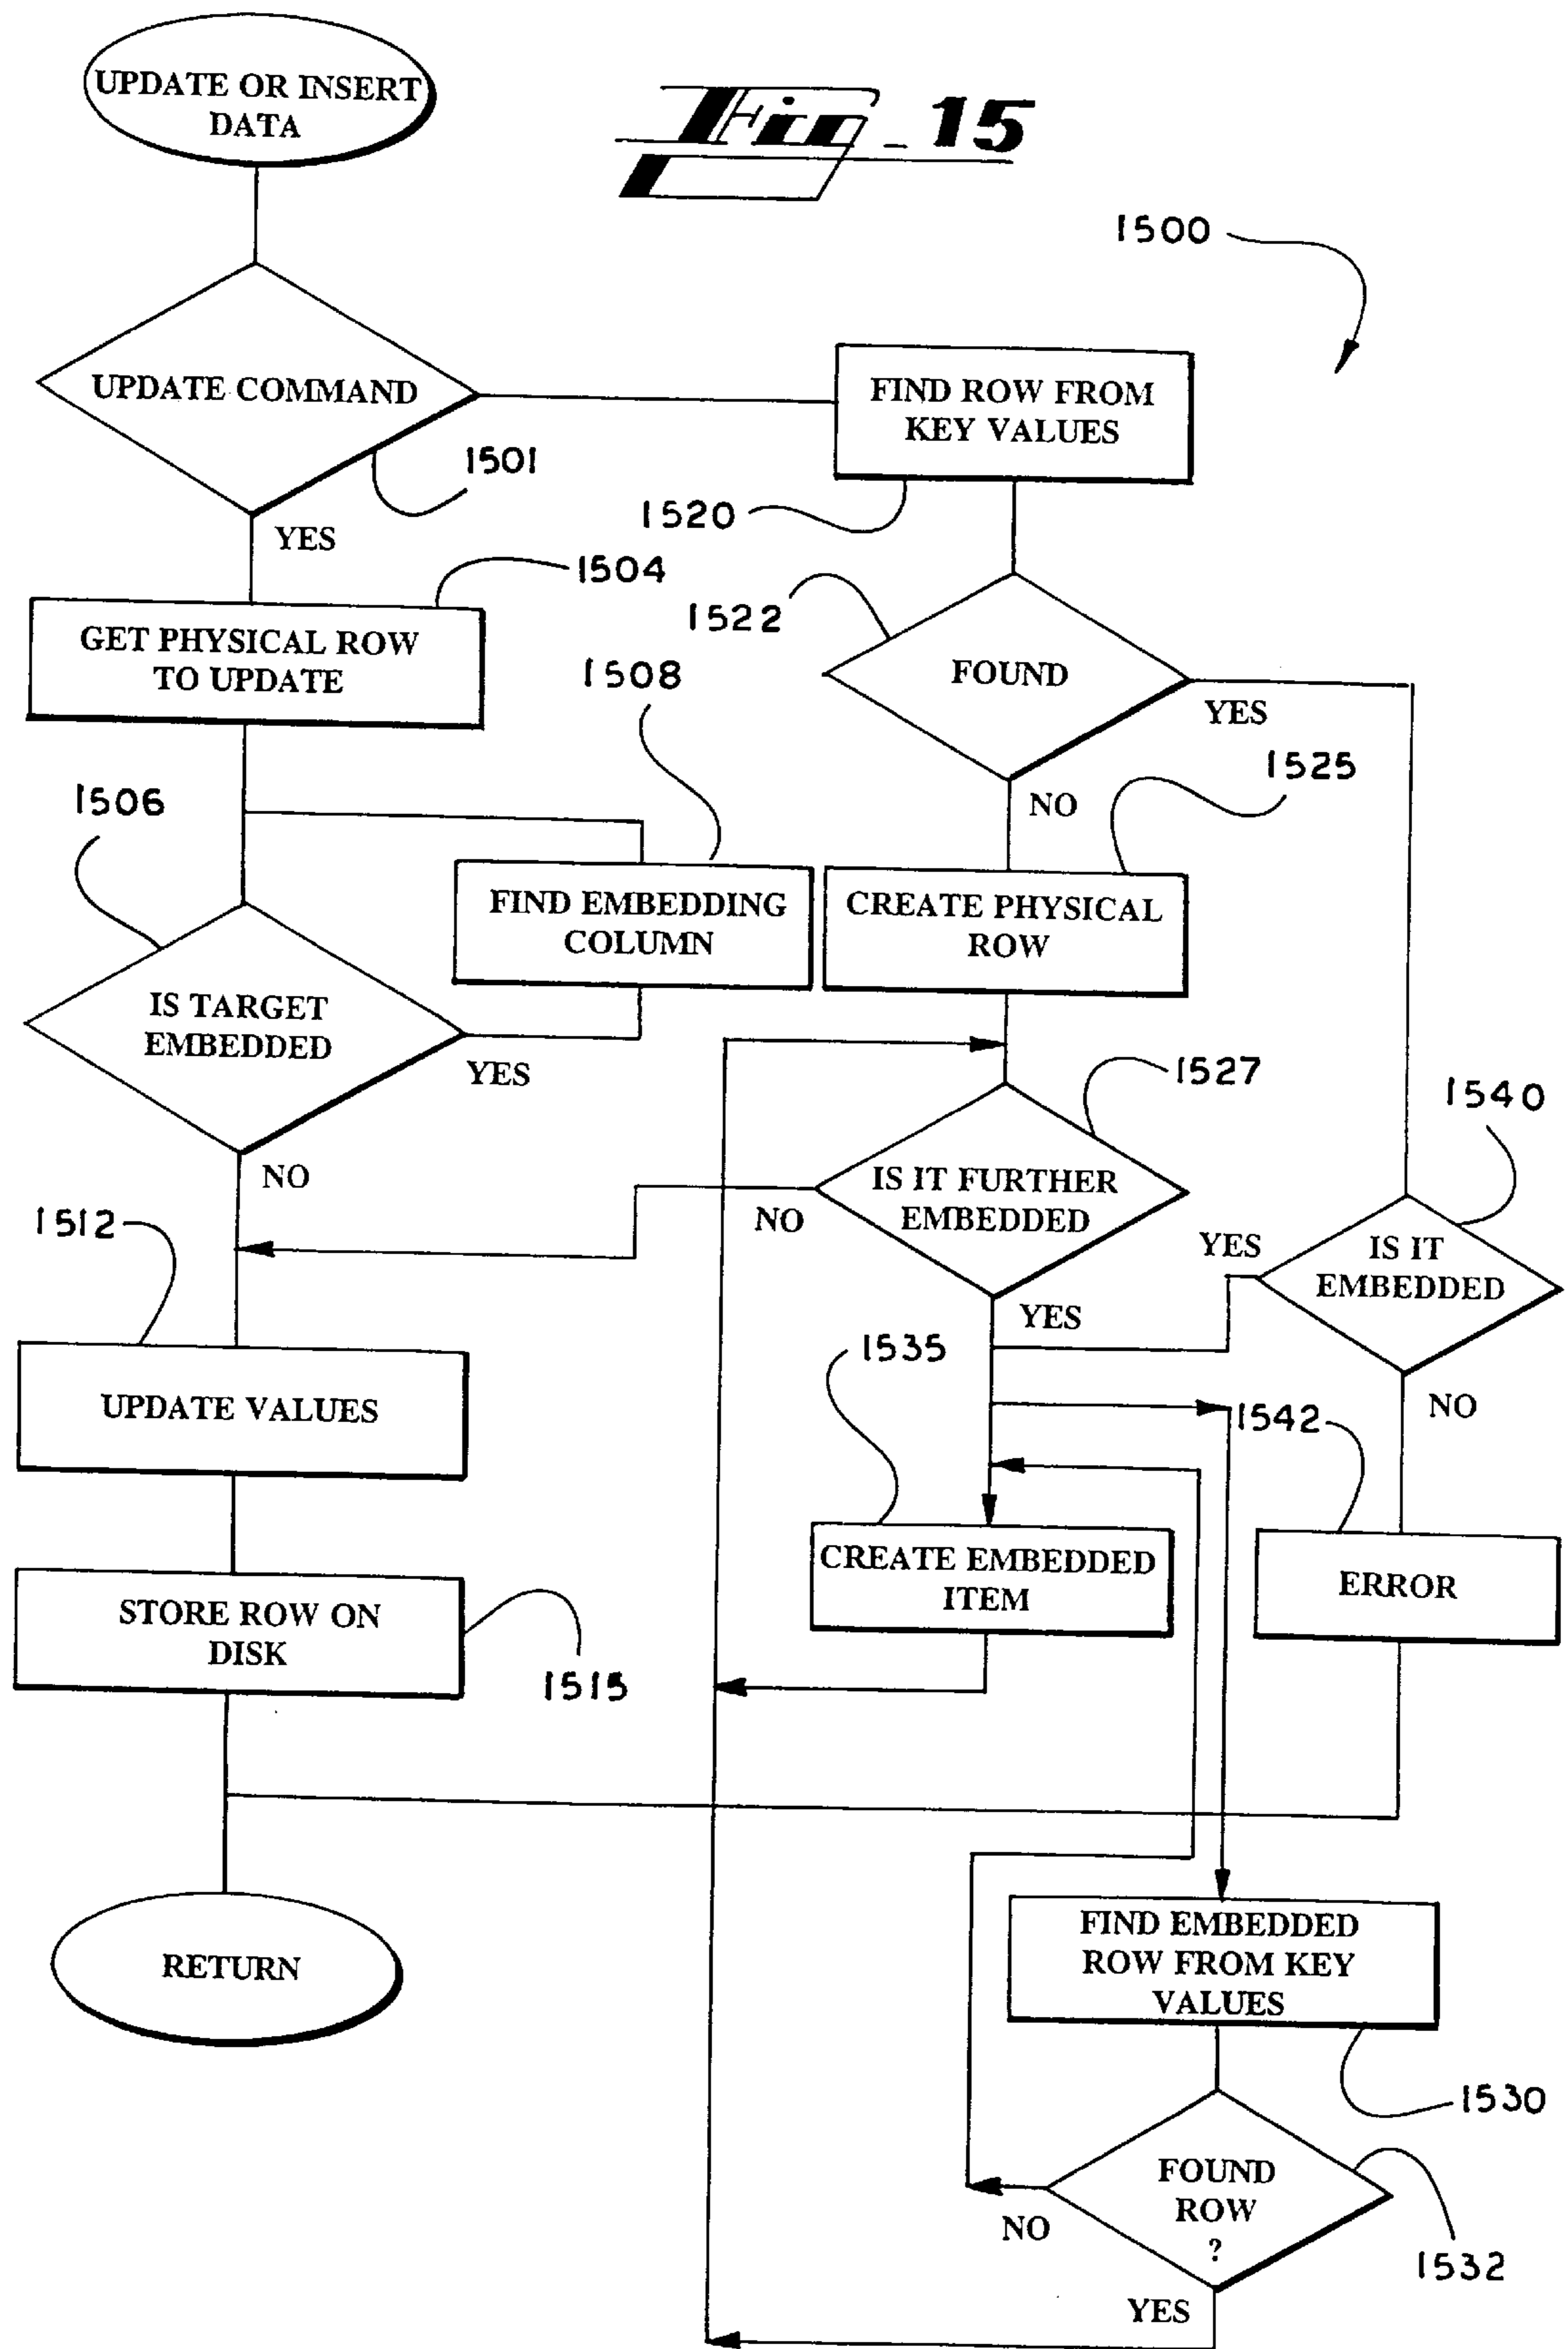 UPDATE OR INSERT
DATA
Fig_15
1500
UPDATE COMMAND
1501
YES
FIND ROW FROM
KEY VALUES
1520
1504
GET PHYSICAL ROW
TO UPDATE
1522
FOUND
YES
NO
1508
1525
1506
FIND EMBEDDING
COLUMN
CREATE PHYSICAL
ROW
IS TARGET
EMBEDDED
YES
NO
1527
1540
IS IT FURTHER
EMBEDDED
NO
YES
1512
YES
IS IT
EMBEDDED
NO
1535
1542
UPDATE VALUES
CREATE EMBEDDED
ITEM
ERROR
STORE ROW ON
DISK
1515
RETURN
FIND EMBEDDED
ROW FROM KEY
VALUES
1530
FOUND
ROW
?
NO
1532
YES